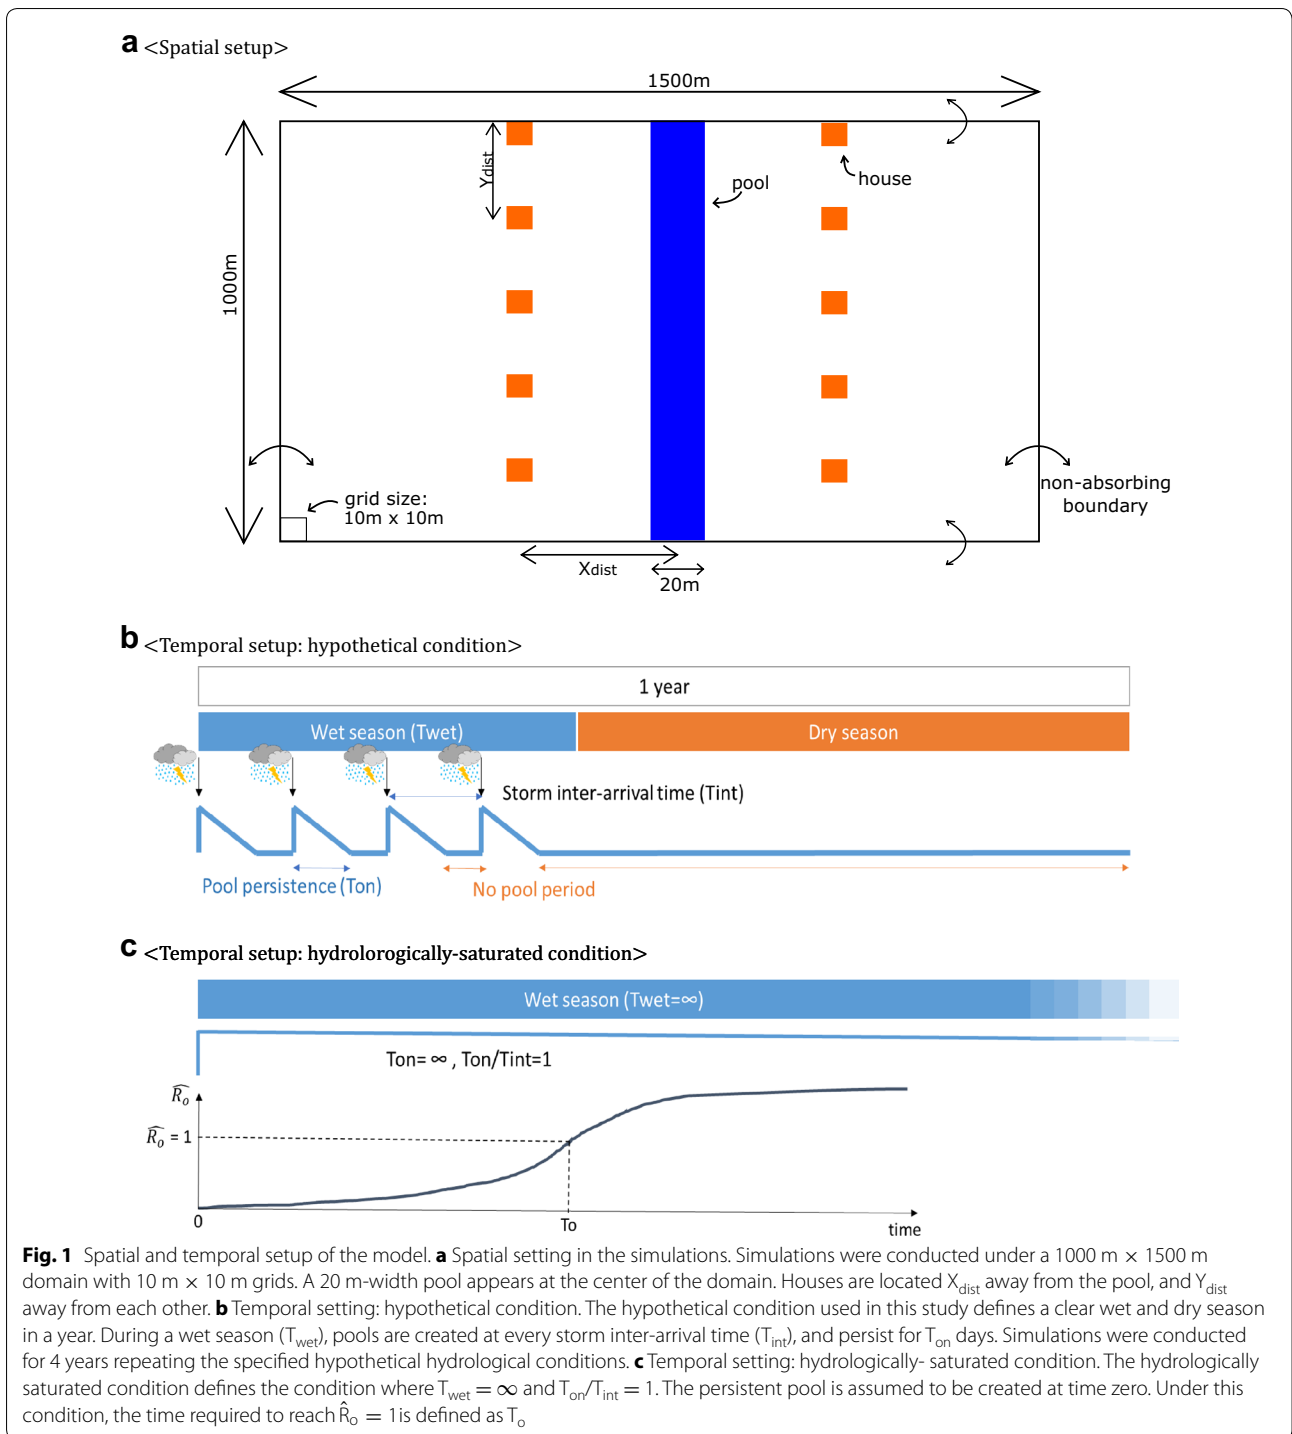 a <Spatial setup>
1500m
1000m
Ydist
house
pool
grid size:
10m x 10m
non-absorbing
boundary
Xdist
20m
b <Temporal setup: hypothetical condition>
1 year
Wet season (Twet)
Dry season
Storm inter-arrival time (Tint)
Pool persistence (Ton)
No pool period
c <Temporal setup: hydrolorogically-saturated condition>
Wet season (Twet=∞)
Ton= ∞ , Ton/Tint=1
R̂o
R̂o = 1
0
To
time
Fig. 1 Spatial and temporal setup of the model. a Spatial setting in the simulations. Simulations were conducted under a 1000 m × 1500 m
domain with 10 m × 10 m grids. A 20 m-width pool appears at the center of the domain. Houses are located Xdist away from the pool, and Ydist
away from each other. b Temporal setting: hypothetical condition. The hypothetical condition used in this study defines a clear wet and dry season
in a year. During a wet season (Twet), pools are created at every storm inter-arrival time (Tint), and persist for Ton days. Simulations were conducted
for 4 years repeating the specified hypothetical hydrological conditions. c Temporal setting: hydrologically- saturated condition. The hydrologically
saturated condition defines the condition where Twet = ∞ and Ton/Tint = 1. The persistent pool is assumed to be created at time zero. Under this
condition, the time required to reach R̂o = 1 is defined as To